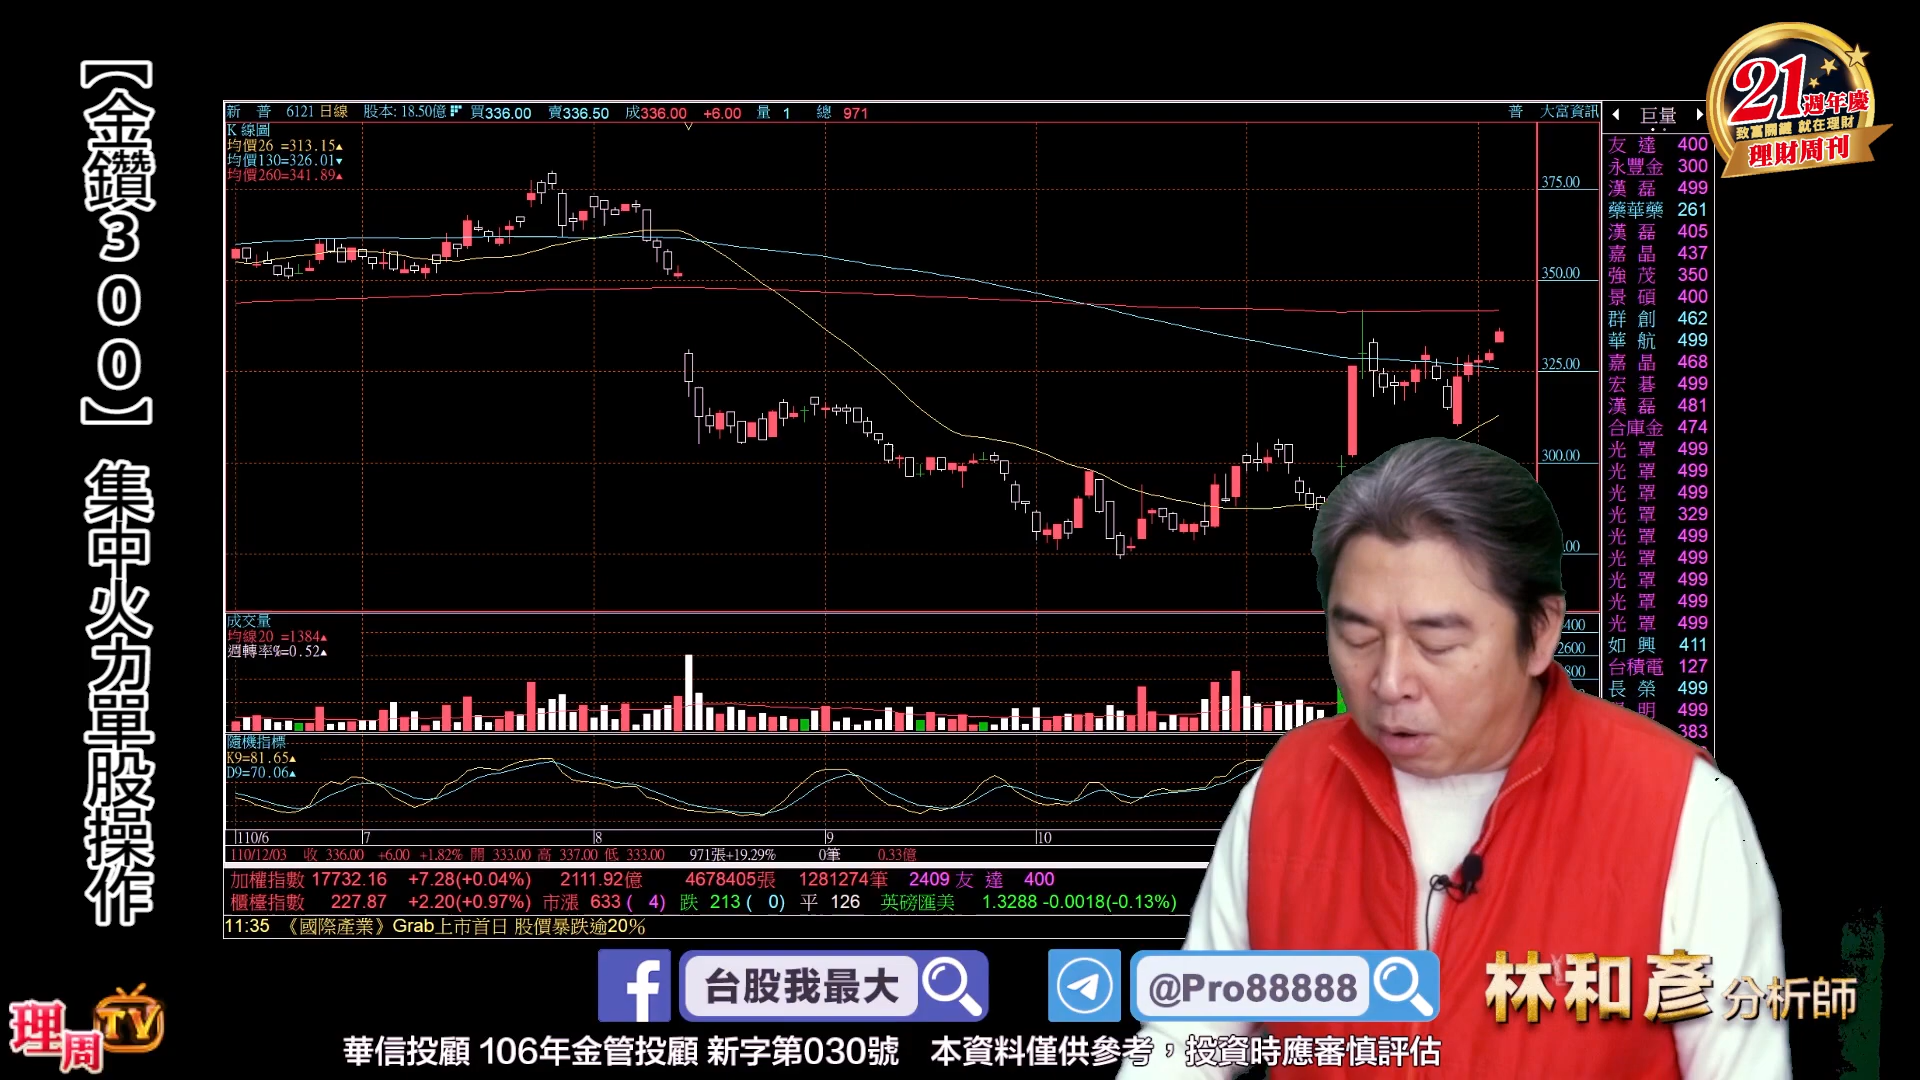 【金鑽300】集中火力單股操作
21週年慶
致富關鍵 就在理財
理財周刊
新 普 6121 日線 股本: 18.50億 買336.00 賣336.50 成336.00 +6.00 量 1 總 971 普 大富資訊
K 線圖
均價26 =313.15▲
均價130=326.01▼
均價260=341.89▲
375.00
350.00
325.00
300.00
成交量
均線20 =1384▲
週轉率%=0.52▲
2600
隨機指標
K9=81.65▲
D9=70.06▲
110/6 7 8 9 10
110/12/03 收 336.00 +6.00 +1.82% 開 333.00 高 337.00 低 333.00 971張+19.29% 0筆 0.33億
加權指數 17732.16 +7.28(+0.04%) 2111.92億 4678405張 1281274筆 2409 友 達 400
櫃檯指數 227.87 +2.20(+0.97%) 市漲 633 ( 4) 跌 213 ( 0) 平 126 英磅匯美 1.3288 -0.0018(-0.13%)
11:35 《國際產業》Grab上市首日 股價暴跌逾20%
巨量
友 達 400
永豐金 300
漢 磊 499
藥華藥 261
漢 磊 405
嘉 晶 437
強 茂 350
景 碩 400
群 創 462
華 航 499
嘉 晶 468
宏 碁 499
漢 磊 481
合庫金 474
光 罩 499
光 罩 499
光 罩 499
光 罩 329
光 罩 499
光 罩 499
光 罩 499
光 罩 499
光 罩 499
如 興 411
台積電 127
長 榮 499
明 499
383
台股我最大
@Pro88888
林和彥 分析師
理周TV
華信投顧 106年金管投顧 新字第030號 本資料僅供參考，投資時應審慎評估